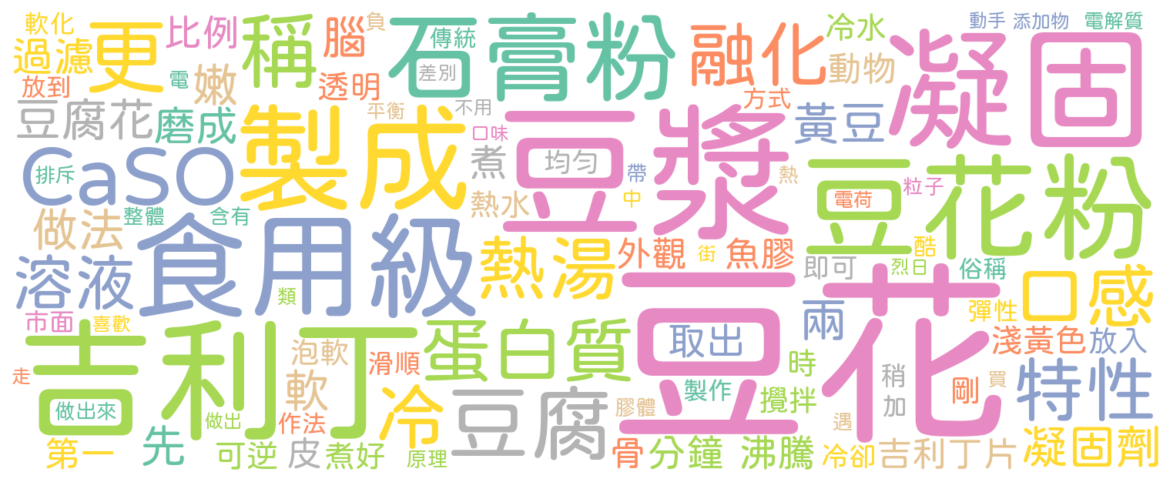 軟化
更
比例
稱
腦
負
石膏粉
傳統
差別
融化
冷水
動手
添加物
電解質
凝固
過濾
放到
電
嫩
透明
動物
豆腐花
磨成
製成
平衡
不用
方式
黃豆
口味
煮
均勻
豆漿
CaSO
排斥
整體
含有
帶
中
熱
電荷
粒子
豆花粉
做法
食用級
熱水
熱湯
外觀
街
魚膠
即可
酷
烈日
俗稱
口感
溶液
類
市面
喜歡
吉利丁
泡軟
滑順
蛋白質
取出
豆花
兩
彈性
淺黃色
放入
走
做出來
做出
軟
作法
冷
豆腐
膠體
製作
時
攪拌
稍
加
剛
買
特性
第一
先
可逆
皮
煮好
原理
骨
分鐘
沸騰
遇
冷卻
吉利丁片
凝固劑